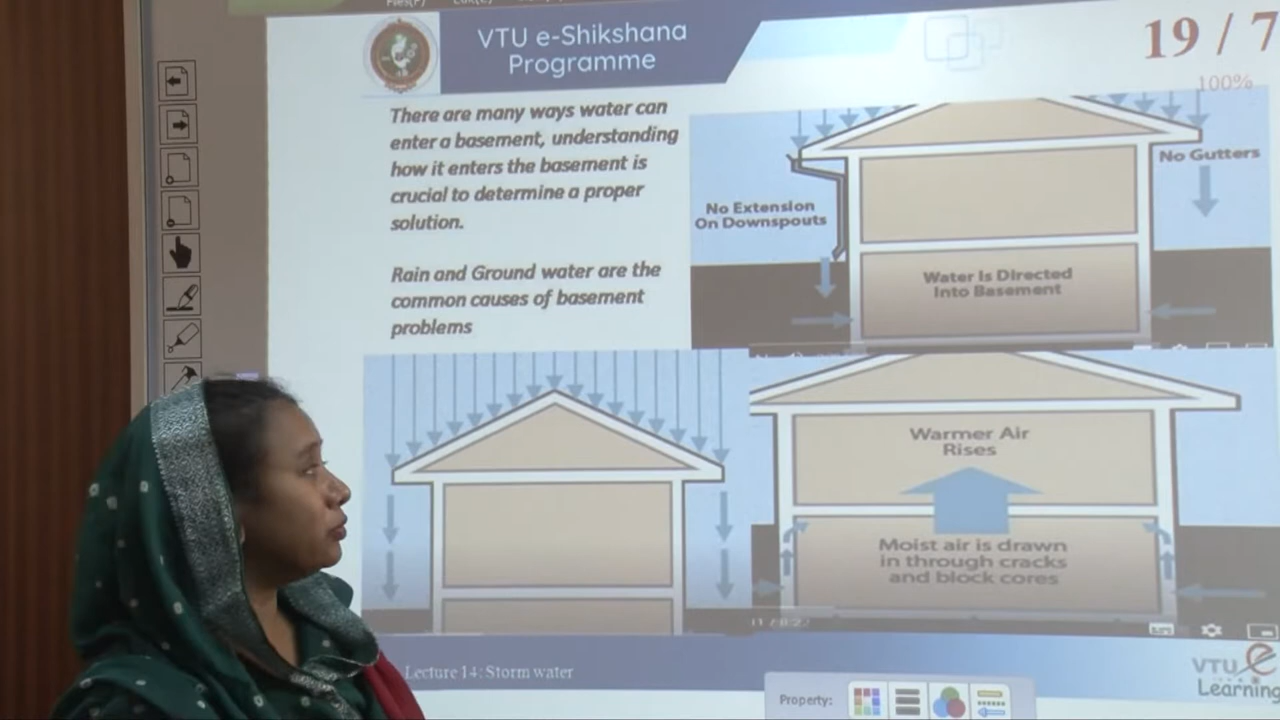 VTU e-Shikshana
Programme
19 / 7
100%
There are many ways water can
enter a basement, understanding
how it enters the basement is
crucial to determine a proper
solution.
Rain and Ground water are the
common causes of basement
problems
No Gutters
No Extension
On Downspouts
Water Is Directed
Into Basement
Warmer Air
Rises
Moist air is drawn
in through cracks
and block cores
Lecture 14: Storm water
VTU e
Learning
Property: